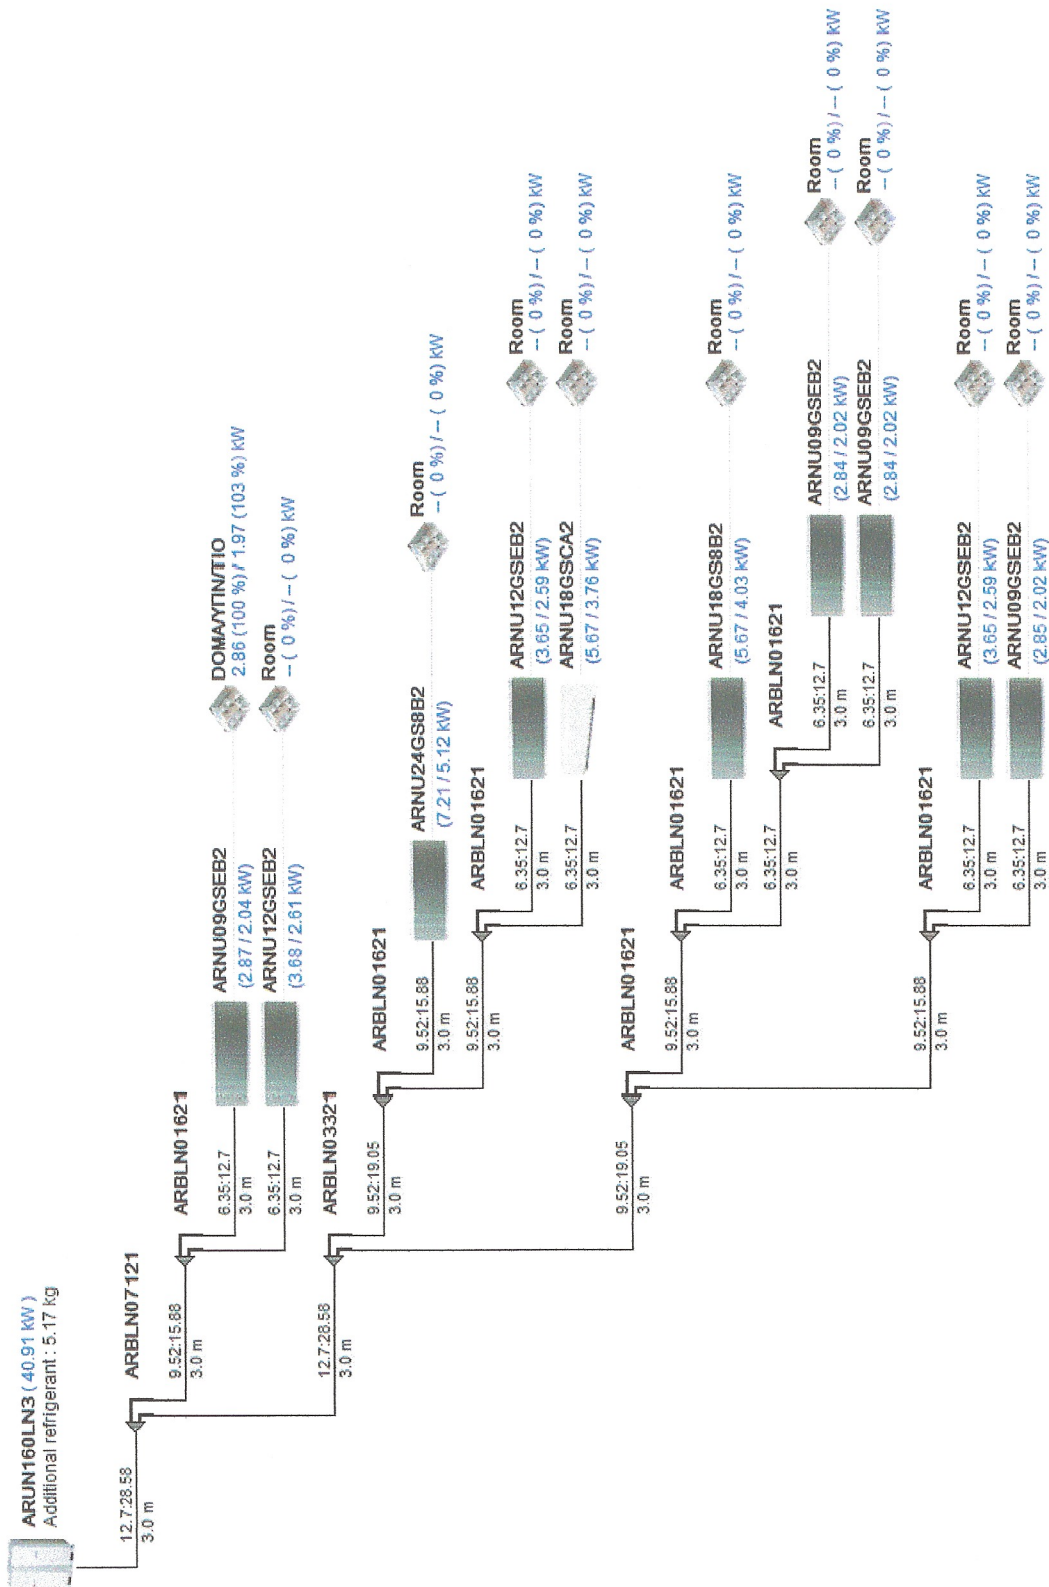 ARUN160LN3 ( 40.91 kW )
Additional refrigerant : 5.17 kg
ARBLN07121
12.7:28.58
3.0 m
ARBLN01621
9.52:15.88
3.0 m
ARNU09GSEB2
(2.87 / 2.04 kW)
6.35:12.7
3.0 m
DOMAΥΠΝ/ΤΙΟ
2.86 (100 %) / 1.97 (103 %) kW
ARNU12GSEB2
(3.68 / 2.61 kW)
6.35:12.7
3.0 m
Room
-- ( 0 %) / -- ( 0 %) kW
ARBLN03321
12.7:28.58
3.0 m
ARBLN01621
9.52:19.05
3.0 m
ARNU24GS8B2
(7.21 / 5.12 kW)
9.52:15.88
3.0 m
Room
-- ( 0 %) / -- ( 0 %) kW
ARBLN01621
9.52:15.88
3.0 m
ARNU12GSEB2
(3.65 / 2.59 kW)
6.35:12.7
3.0 m
Room
-- ( 0 %) / -- ( 0 %) kW
ARNU18GSCA2
(5.67 / 3.76 kW)
6.35:12.7
3.0 m
Room
-- ( 0 %) / -- ( 0 %) kW
ARBLN01621
9.52:19.05
3.0 m
ARBLN01621
9.52:15.88
3.0 m
ARNU18GS8B2
(5.67 / 4.03 kW)
6.35:12.7
3.0 m
Room
-- ( 0 %) / -- ( 0 %) kW
ARBLN01621
6.35:12.7
3.0 m
ARNU09GSEB2
(2.84 / 2.02 kW)
6.35:12.7
3.0 m
Room
-- ( 0 %) / -- ( 0 %) kW
ARNU09GSEB2
(2.84 / 2.02 kW)
6.35:12.7
3.0 m
Room
-- ( 0 %) / -- ( 0 %) kW
ARBLN01621
9.52:15.88
3.0 m
ARNU12GSEB2
(3.65 / 2.59 kW)
6.35:12.7
3.0 m
Room
-- ( 0 %) / -- ( 0 %) kW
ARNU09GSEB2
(2.85 / 2.02 kW)
6.35:12.7
3.0 m
Room
-- ( 0 %) / -- ( 0 %) kW